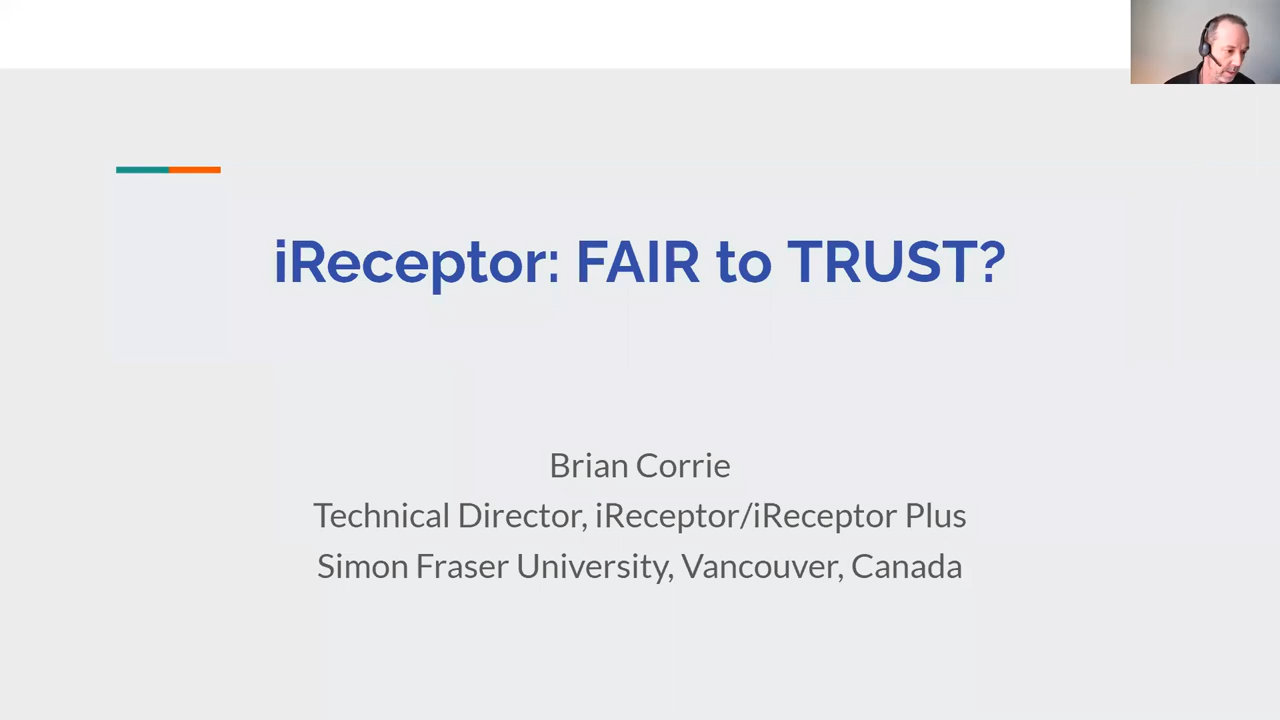 iReceptor: FAIR to TRUST?
Brian Corrie
Technical Director, iReceptor/iReceptor Plus
Simon Fraser University, Vancouver, Canada